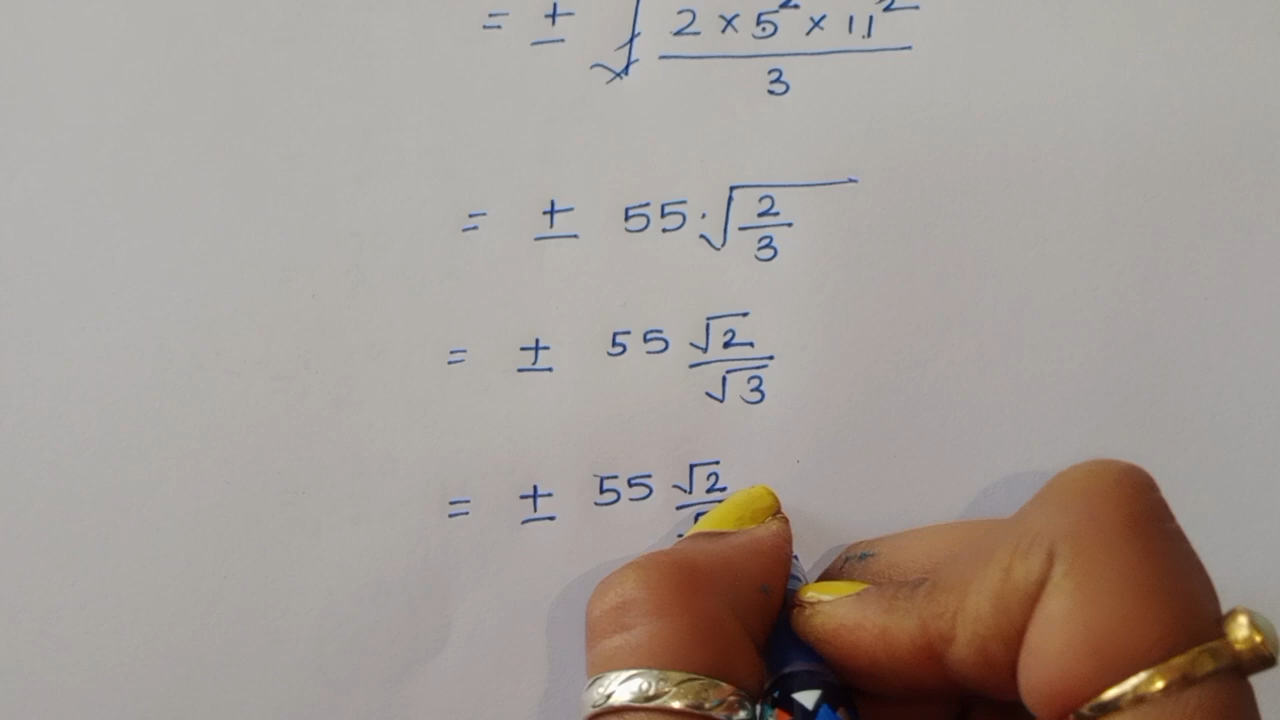 = ± √(2 × 5² × 11²)/3
= ± 55·√(2/3)
= ± 55 √2/√3
= ± 55 √2